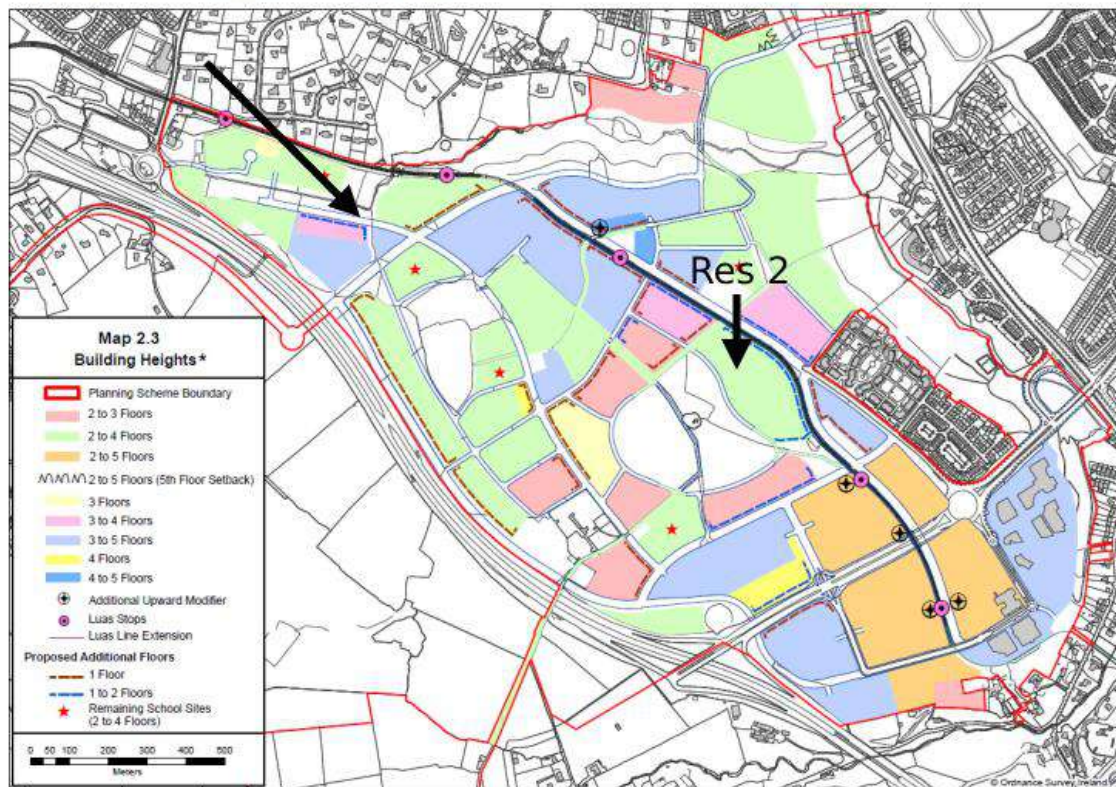 Res 2
Map 2.3
Building Heights*
Planning Scheme Boundary
2 to 3 Floors
2 to 4 Floors
2 to 5 Floors
2 to 5 Floors (5th Floor Setback)
3 Floors
3 to 4 Floors
3 to 5 Floors
4 Floors
4 to 5 Floors
Additional Upward Modifier
Luas Stops
Luas Line Extension
Proposed Additional Floors
1 Floor
1 to 2 Floors
Remaining School Sites
(2 to 4 Floors)
0 50 100 200 300 400 500
Meters
© Ordnance Survey Ireland